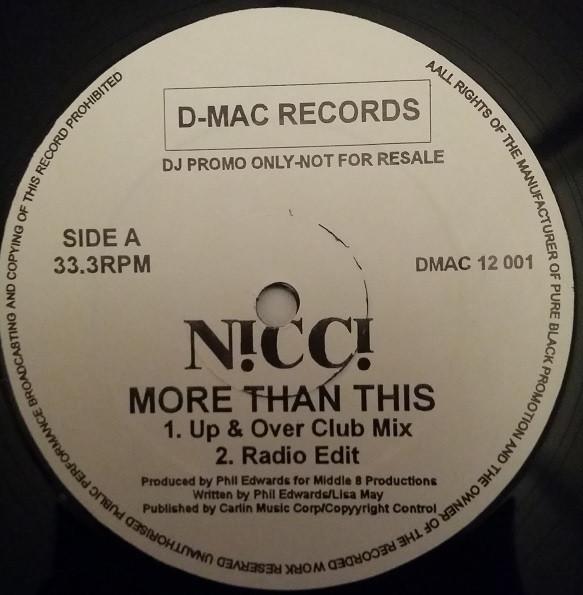 D-MAC RECORDS
DJ PROMO ONLY-NOT FOR RESALE
SIDE A
33.3RPM
DMAC 12 001
N!CC!
MORE THAN THIS
1. Up & Over Club Mix
2. Radio Edit
Produced by Phil Edwards for Middle 8 Productions
Written by Phil Edwards/Lisa May
Published by Carlin Music Corp/Copyyright Control
AALL RIGHTS OF THE MANUFACTURER OF PURE BLACK PROMOTION AND THE OWNER OF THE RECORDED WORK RESERVED UNAUTHORISED PUBLIC PERFORMANCE BROADCASTING AND COPYING OF THIS RECORD PROHIBITED